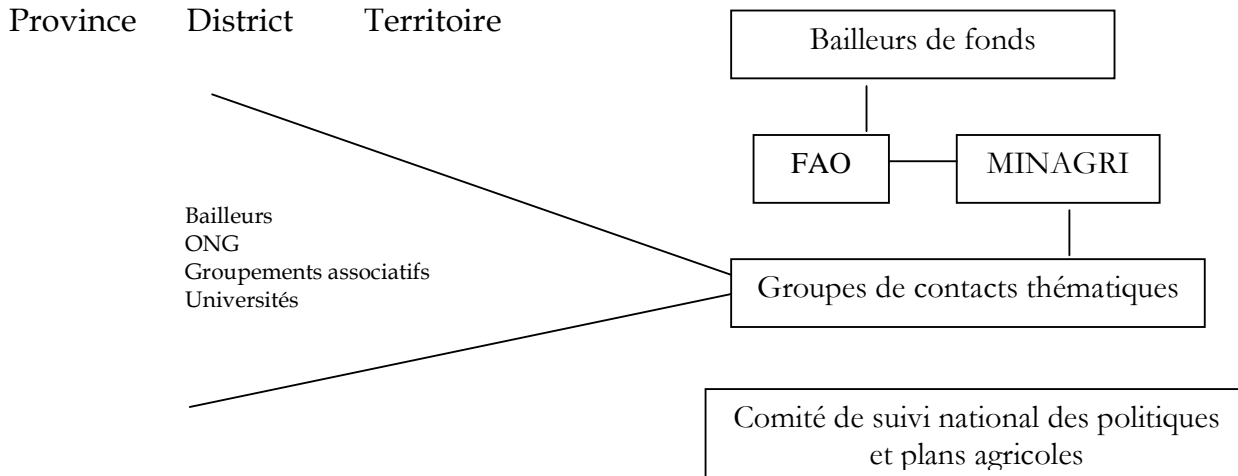 Province District Territoire
Bailleurs de fonds
FAO MINAGRI
Bailleurs
ONG
Groupements associatifs
Universités
Groupes de contacts thématiques
Comité de suivi national des politiques
et plans agricoles